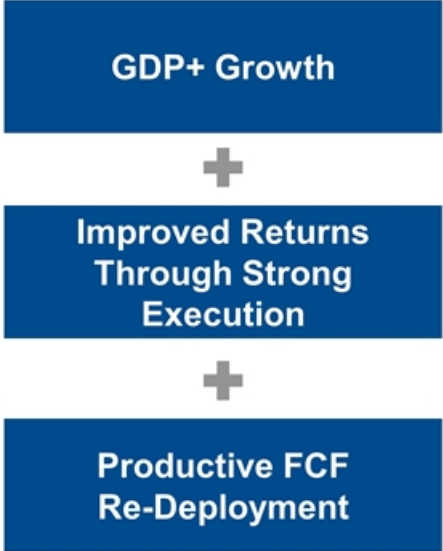 GDP+ Growth
Improved Returns
Through Strong
Execution
Productive FCF
Re-Deployment